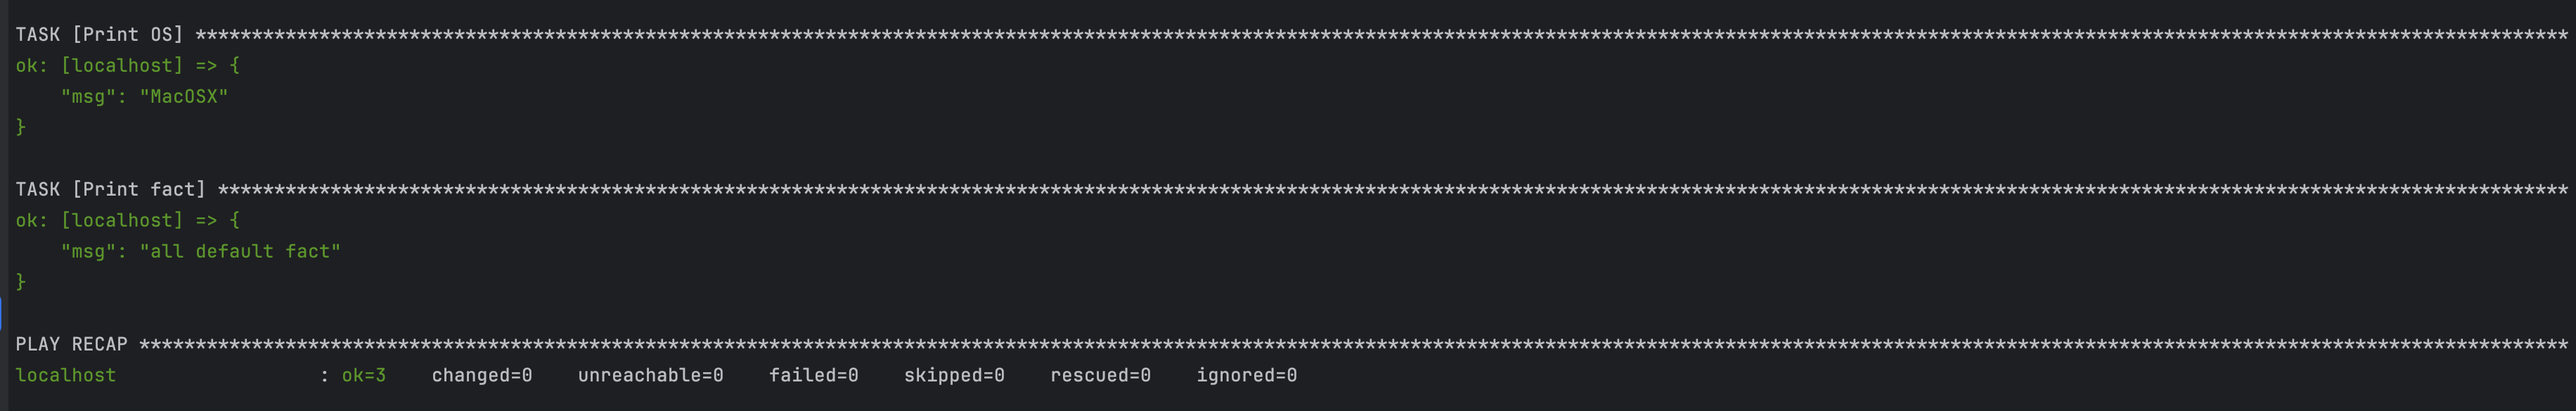 TASK [Print OS] ********************************************************************************************************************************************************************************************************************
ok: [localhost] => {
    "msg": "MacOSX"
}
TASK [Print fact] ******************************************************************************************************************************************************************************************************************
ok: [localhost] => {
    "msg": "all default fact"
}
PLAY RECAP *************************************************************************************************************************************************************************************************************************
localhost                  : ok=3    changed=0    unreachable=0    failed=0    skipped=0    rescued=0    ignored=0